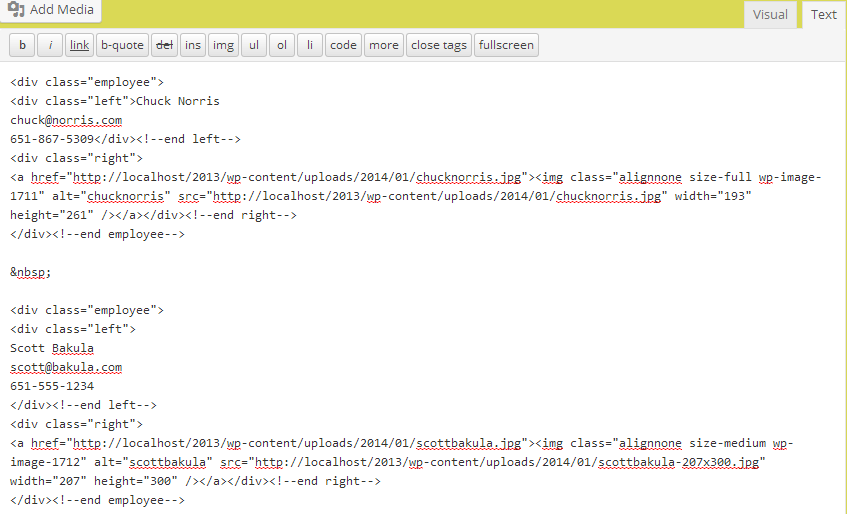 Add Media
Visual Text
b i link b-quote del ins img ul ol li code more close tags fullscreen
<div class="employee">
<div class="left">Chuck Norris
chuck@norris.com
651-867-5309</div><!--end left-->
<div class="right">
<a href="http://localhost/2013/wp-content/uploads/2014/01/chucknorris.jpg"><img class="alignnone size-full wp-image-
1711" alt="chucknorris" src="http://localhost/2013/wp-content/uploads/2014/01/chucknorris.jpg" width="193"
height="261" /></a></div><!--end right-->
</div><!--end employee-->
&nbsp;
<div class="employee">
<div class="left">
Scott Bakula
scott@bakula.com
651-555-1234
</div><!--end left-->
<div class="right">
<a href="http://localhost/2013/wp-content/uploads/2014/01/scottbakula.jpg"><img class="alignnone size-medium wp-
image-1712" alt="scottbakula" src="http://localhost/2013/wp-content/uploads/2014/01/scottbakula-207x300.jpg"
width="207" height="300" /></a></div><!--end right-->
</div><!--end employee-->